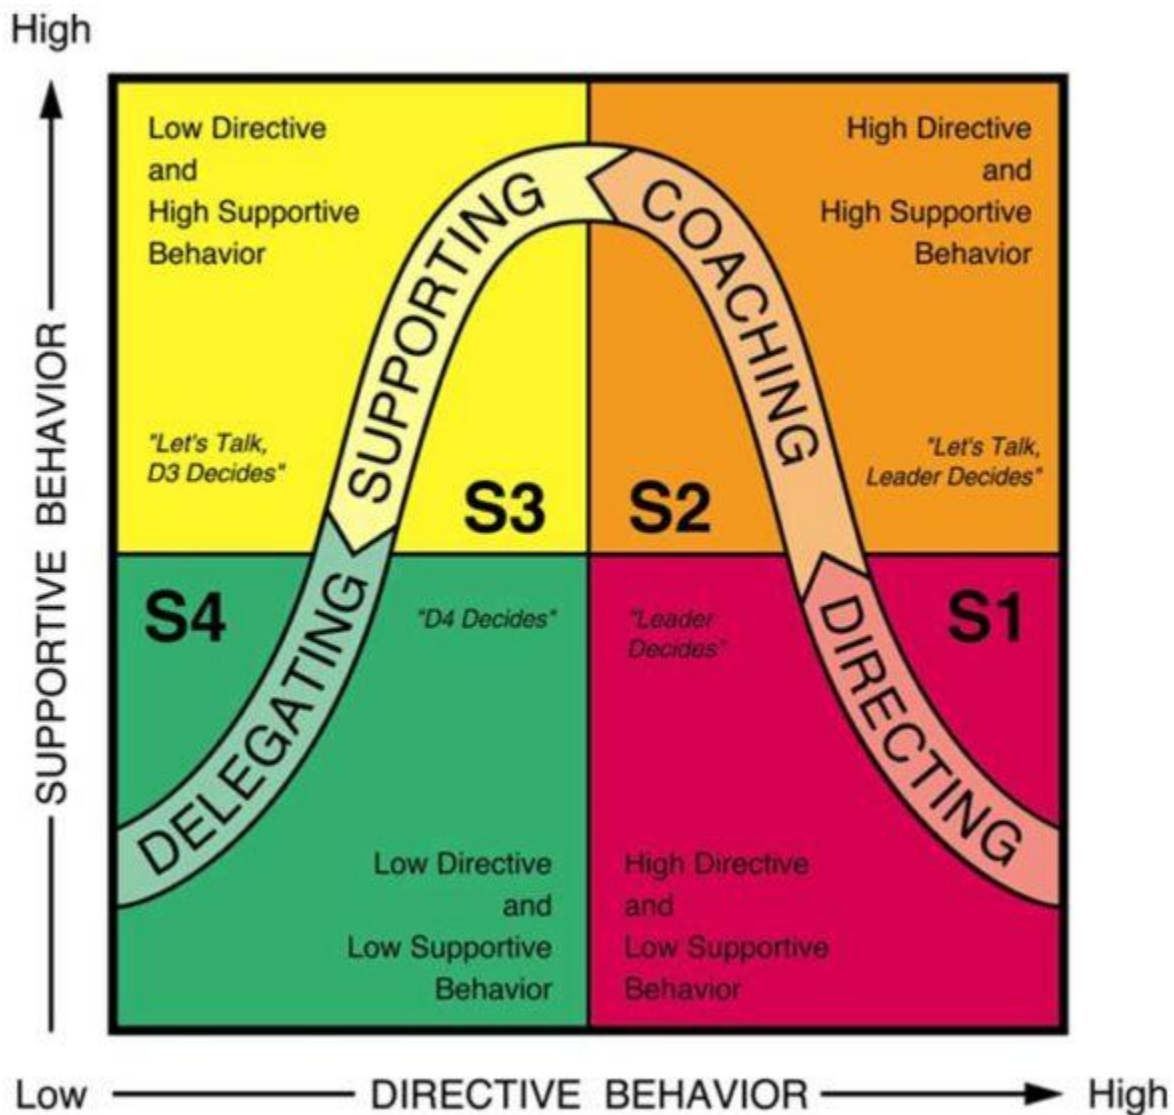 High
Low Directive
and
High Supportive
Behavior
High Directive
and
High Supportive
Behavior
SUPPORTING
COACHING
"Let's Talk,
D3 Decides"
"Let's Talk,
Leader Decides"
S3
S2
SUPPORTIVE BEHAVIOR
S4
"D4 Decides"
"Leader
Decides"
S1
DELEGATING
DIRECTING
Low Directive
and
Low Supportive
Behavior
High Directive
and
Low Supportive
Behavior
Low
DIRECTIVE BEHAVIOR
High